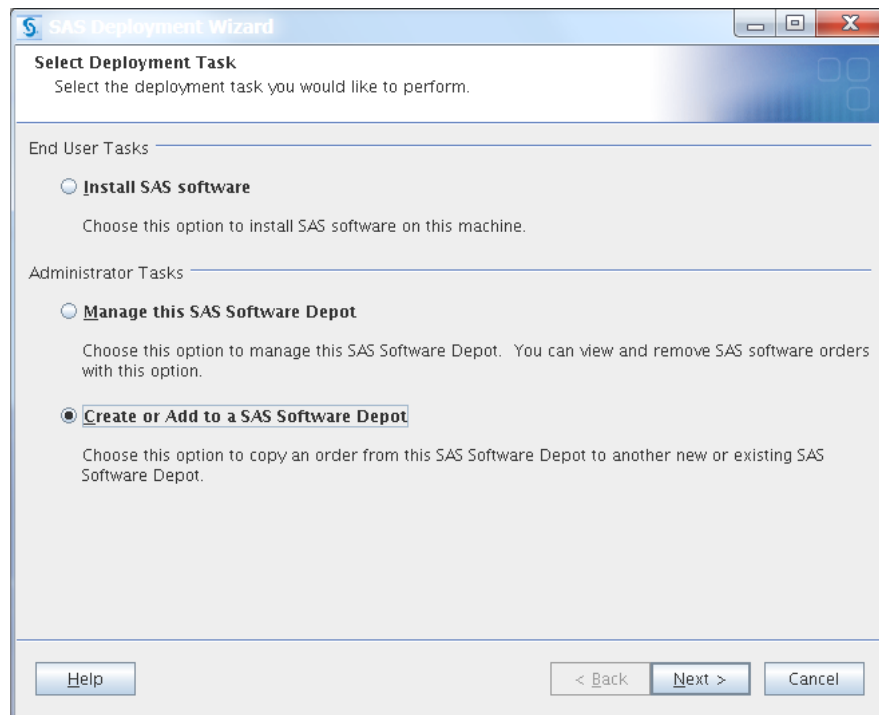 SAS Deployment Wizard
Select Deployment Task
Select the deployment task you would like to perform.
End User Tasks
Install SAS software
Choose this option to install SAS software on this machine.
Administrator Tasks
Manage this SAS Software Depot
Choose this option to manage this SAS Software Depot.  You can view and remove SAS software orders
with this option.
Create or Add to a SAS Software Depot
Choose this option to copy an order from this SAS Software Depot to another new or existing SAS
Software Depot.
Help
< Back
Next >
Cancel